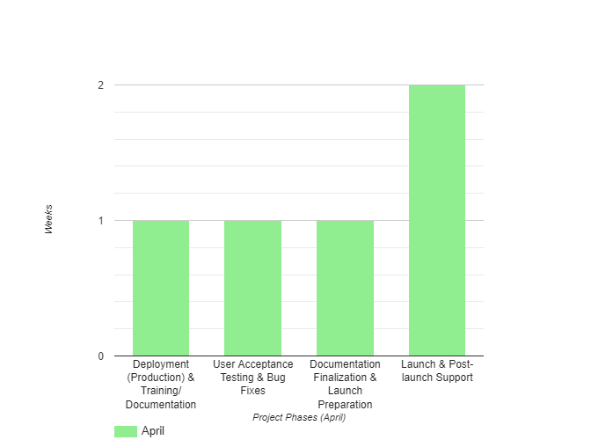 2
1
0
Weeks
Deployment
(Production) &
Training/
Documentation
User Acceptance
Testing & Bug
Fixes
Documentation
Finalization &
Launch
Preparation
Launch & Post-
launch Support
Project Phases (April)
April